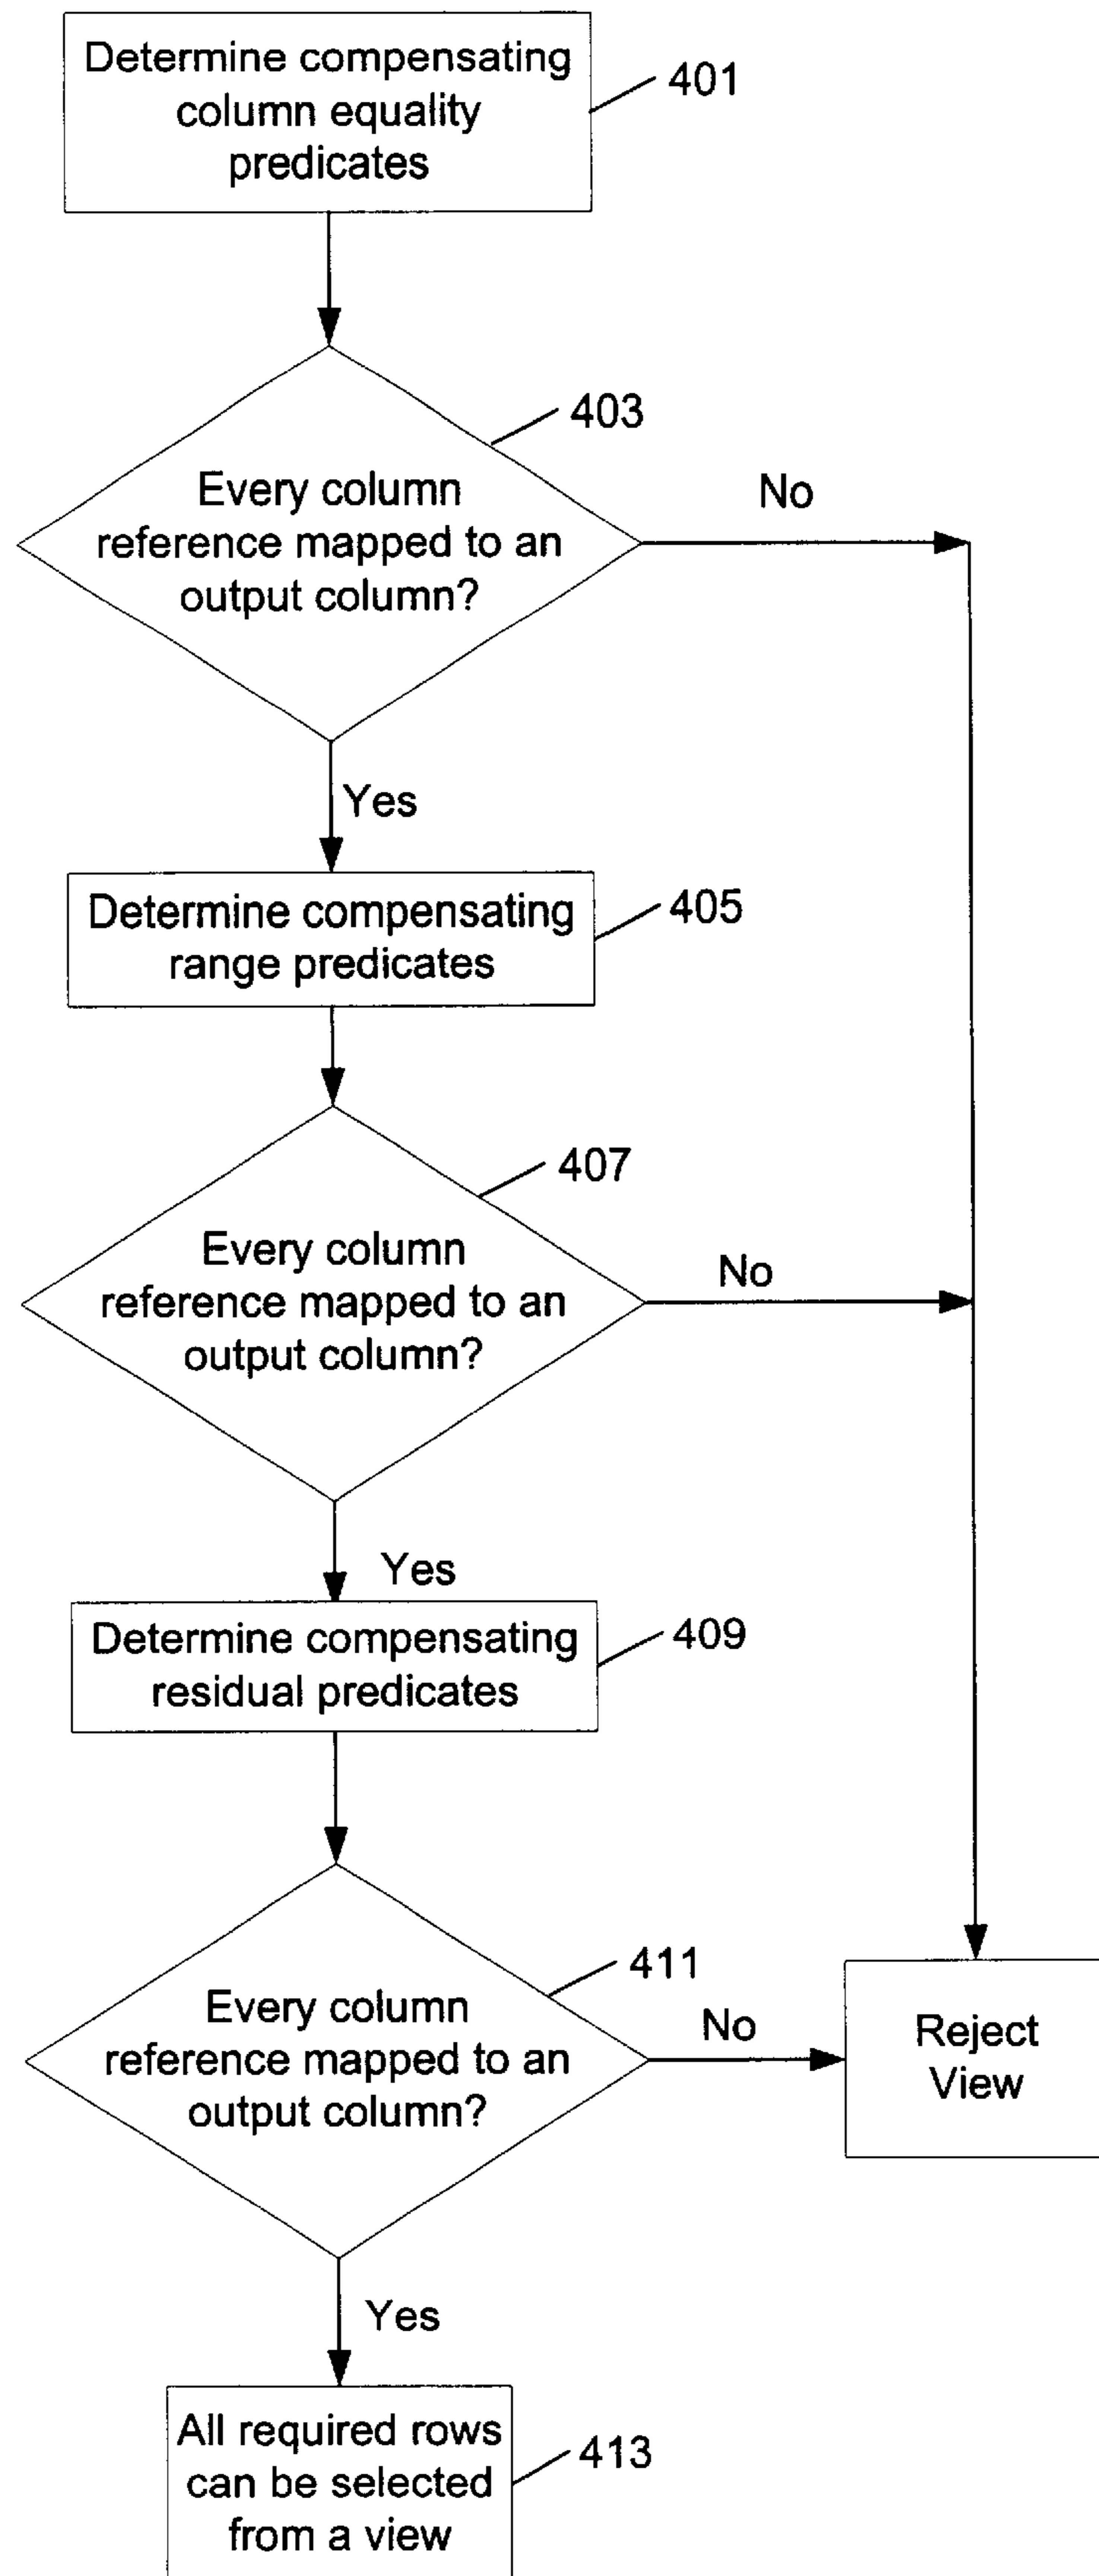 Determine compensating
column equality
predicates
401
403
Every column
reference mapped to an
output column?
No
Yes
Determine compensating
range predicates
405
407
Every column
reference mapped to an
output column?
No
Yes
Determine compensating
residual predicates
409
411
Every column
reference mapped to an
output column?
No
Reject
View
Yes
All required rows
can be selected
from a view
413